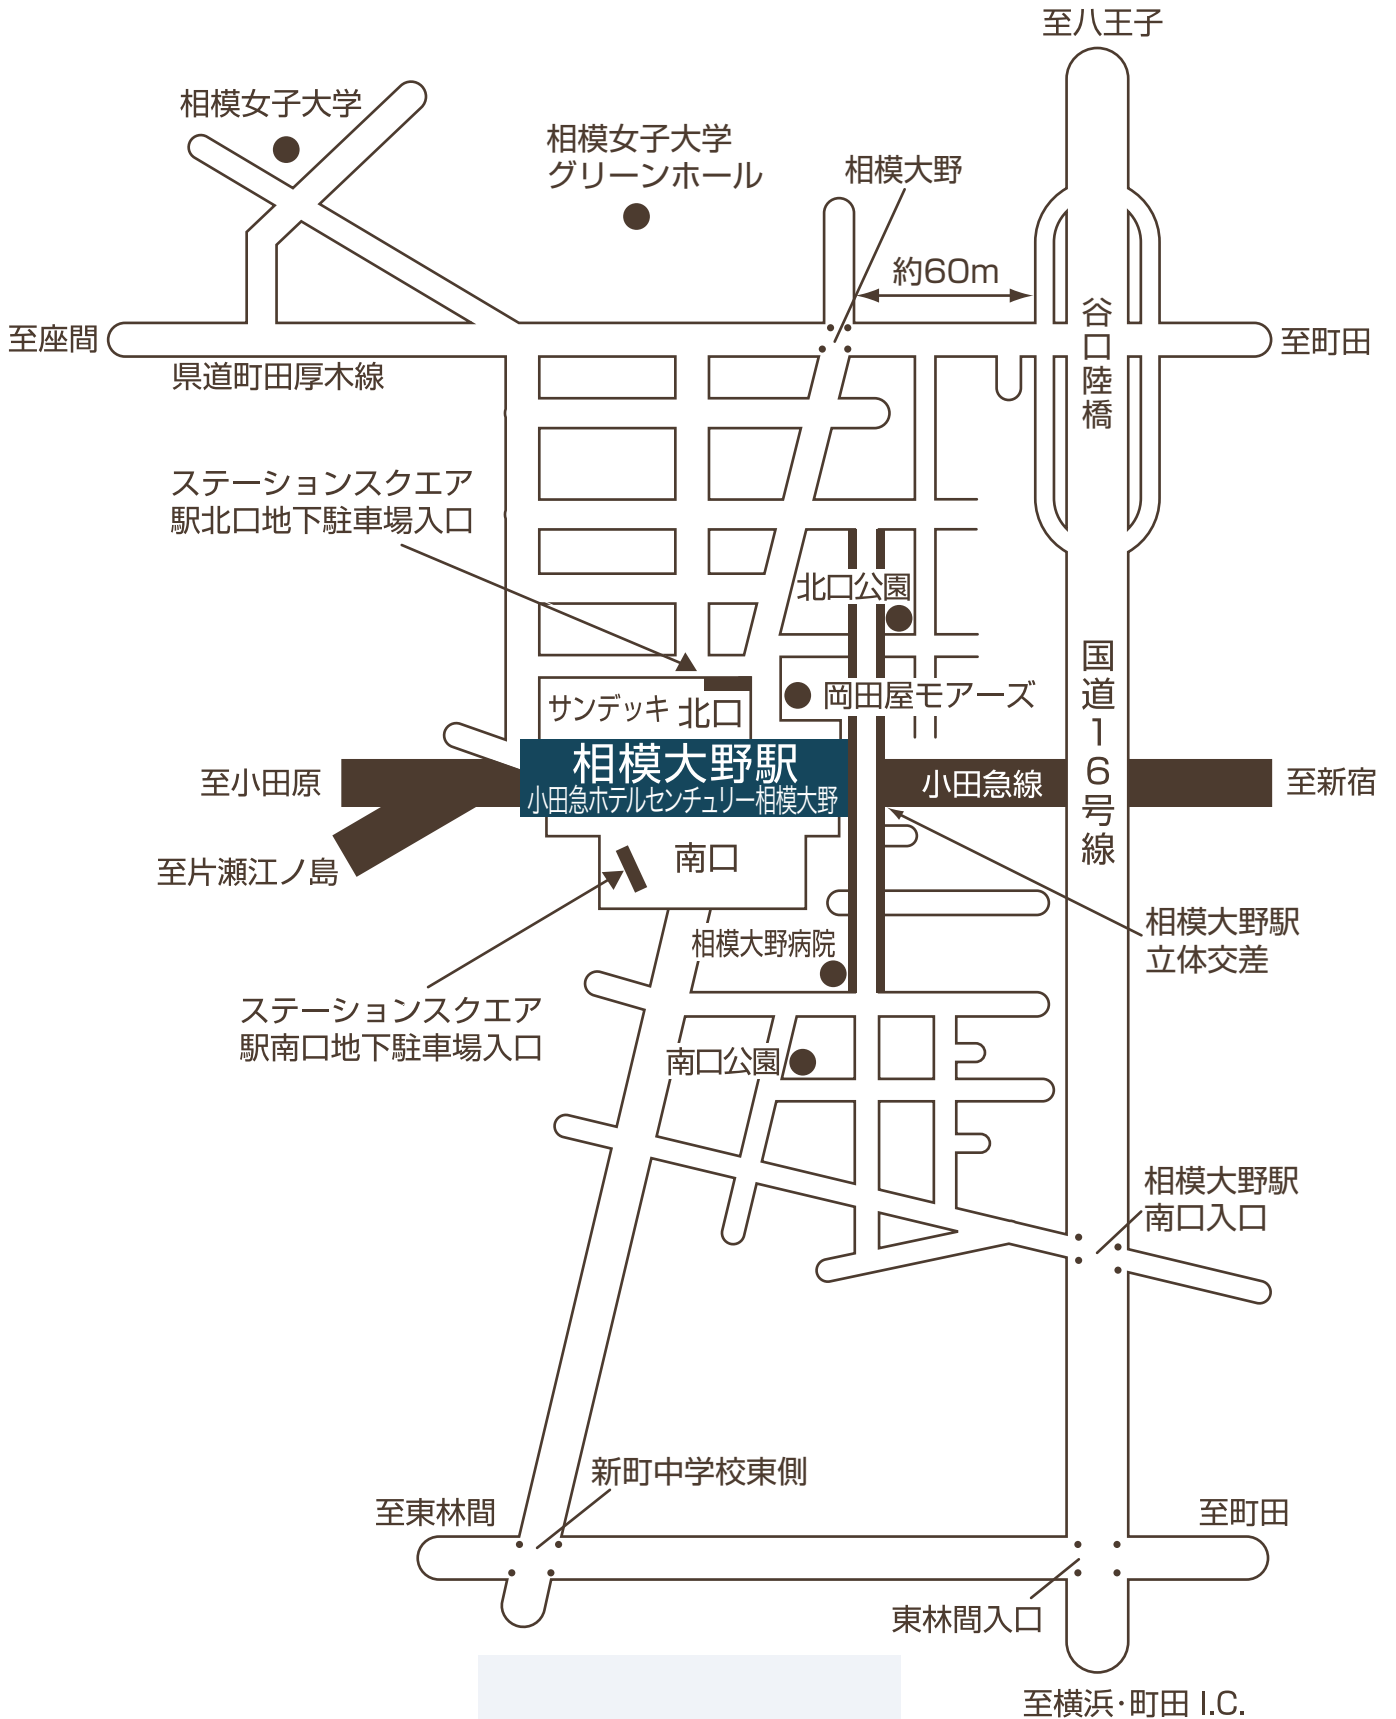 至八王子
相模女子大学
相模女子大学
グリーンホール
相模大野
約60m
谷口陸橋
至座間
至町田
県道町田厚木線
ステーションスクエア
駅北口地下駐車場入口
北口公園
国道16号線
岡田屋モアーズ
サンデッキ
北口
相模大野駅
小田急ホテルセンチュリー相模大野
至小田原
小田急線
至新宿
至片瀬江ノ島
南口
相模大野駅
立体交差
相模大野病院
ステーションスクエア
駅南口地下駐車場入口
南口公園
相模大野駅
南口入口
新町中学校東側
至東林間
至町田
東林間入口
至横浜・町田 I.C.